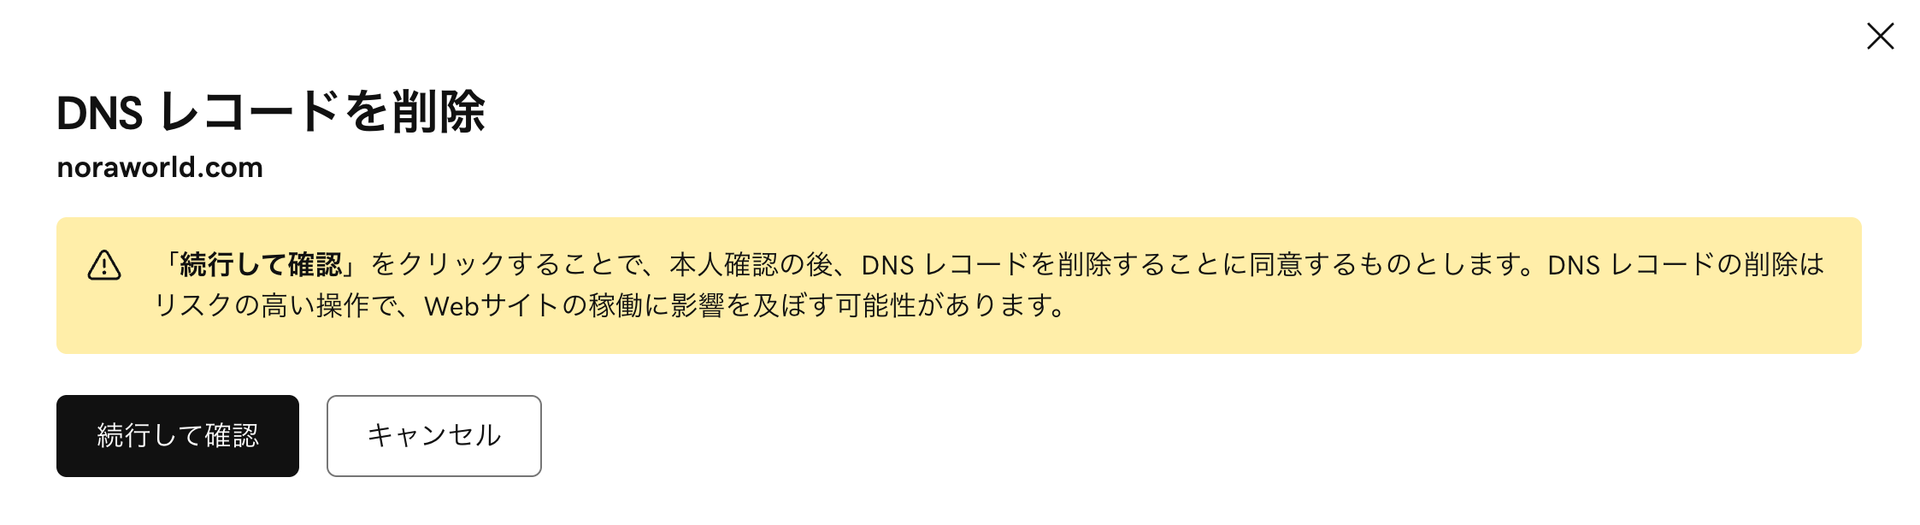 DNS レコードを削除
noraworld.com
「続行して確認」をクリックすることで、本人確認の後、DNS レコードを削除することに同意するものとします。DNS レコードの削除は
リスクの高い操作で、Webサイトの稼働に影響を及ぼす可能性があります。
続行して確認 キャンセル